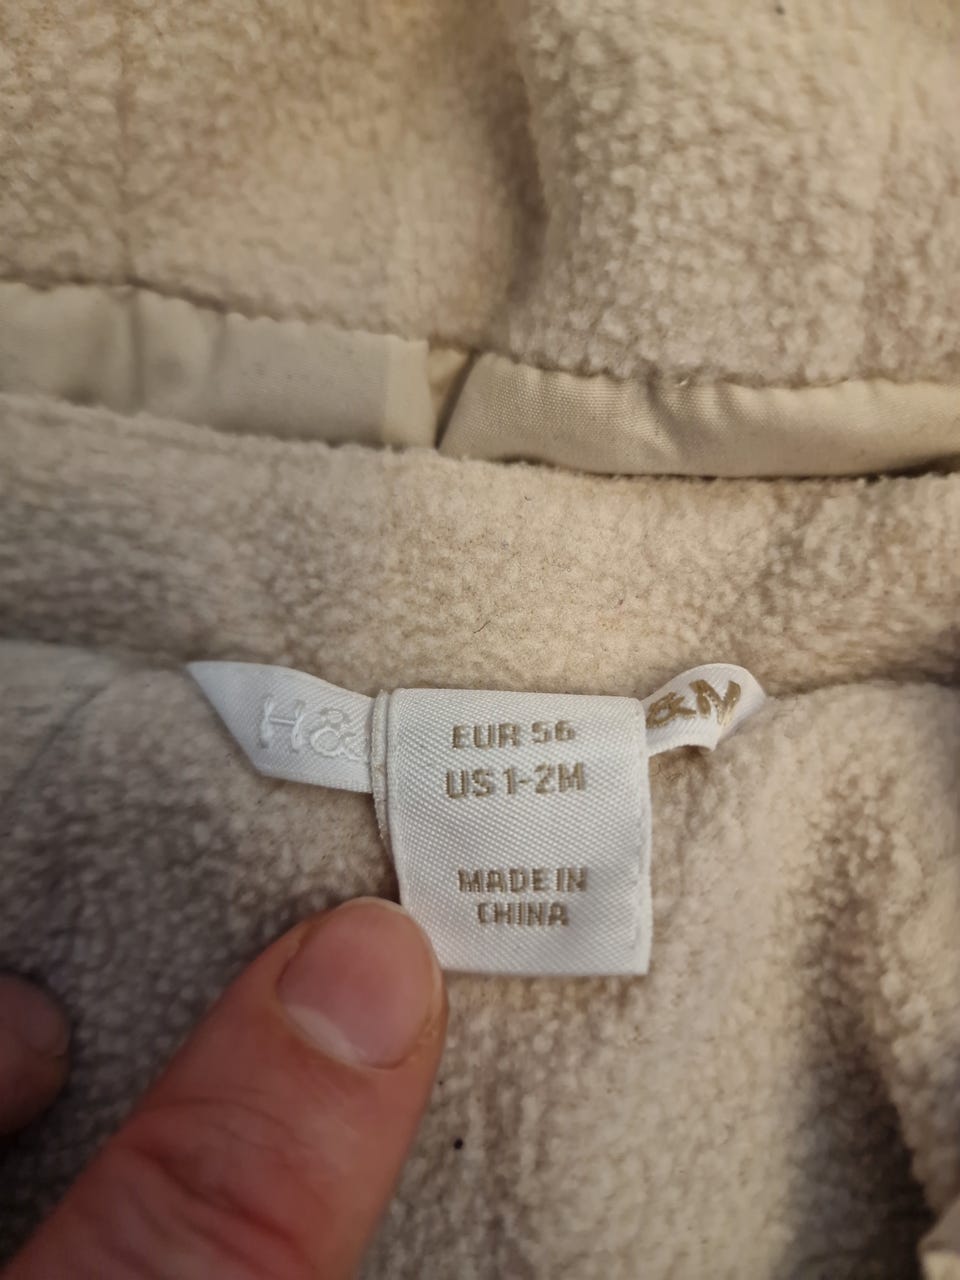 H&
&M
EUR 56
US 1-2M
MADE IN
CHINA